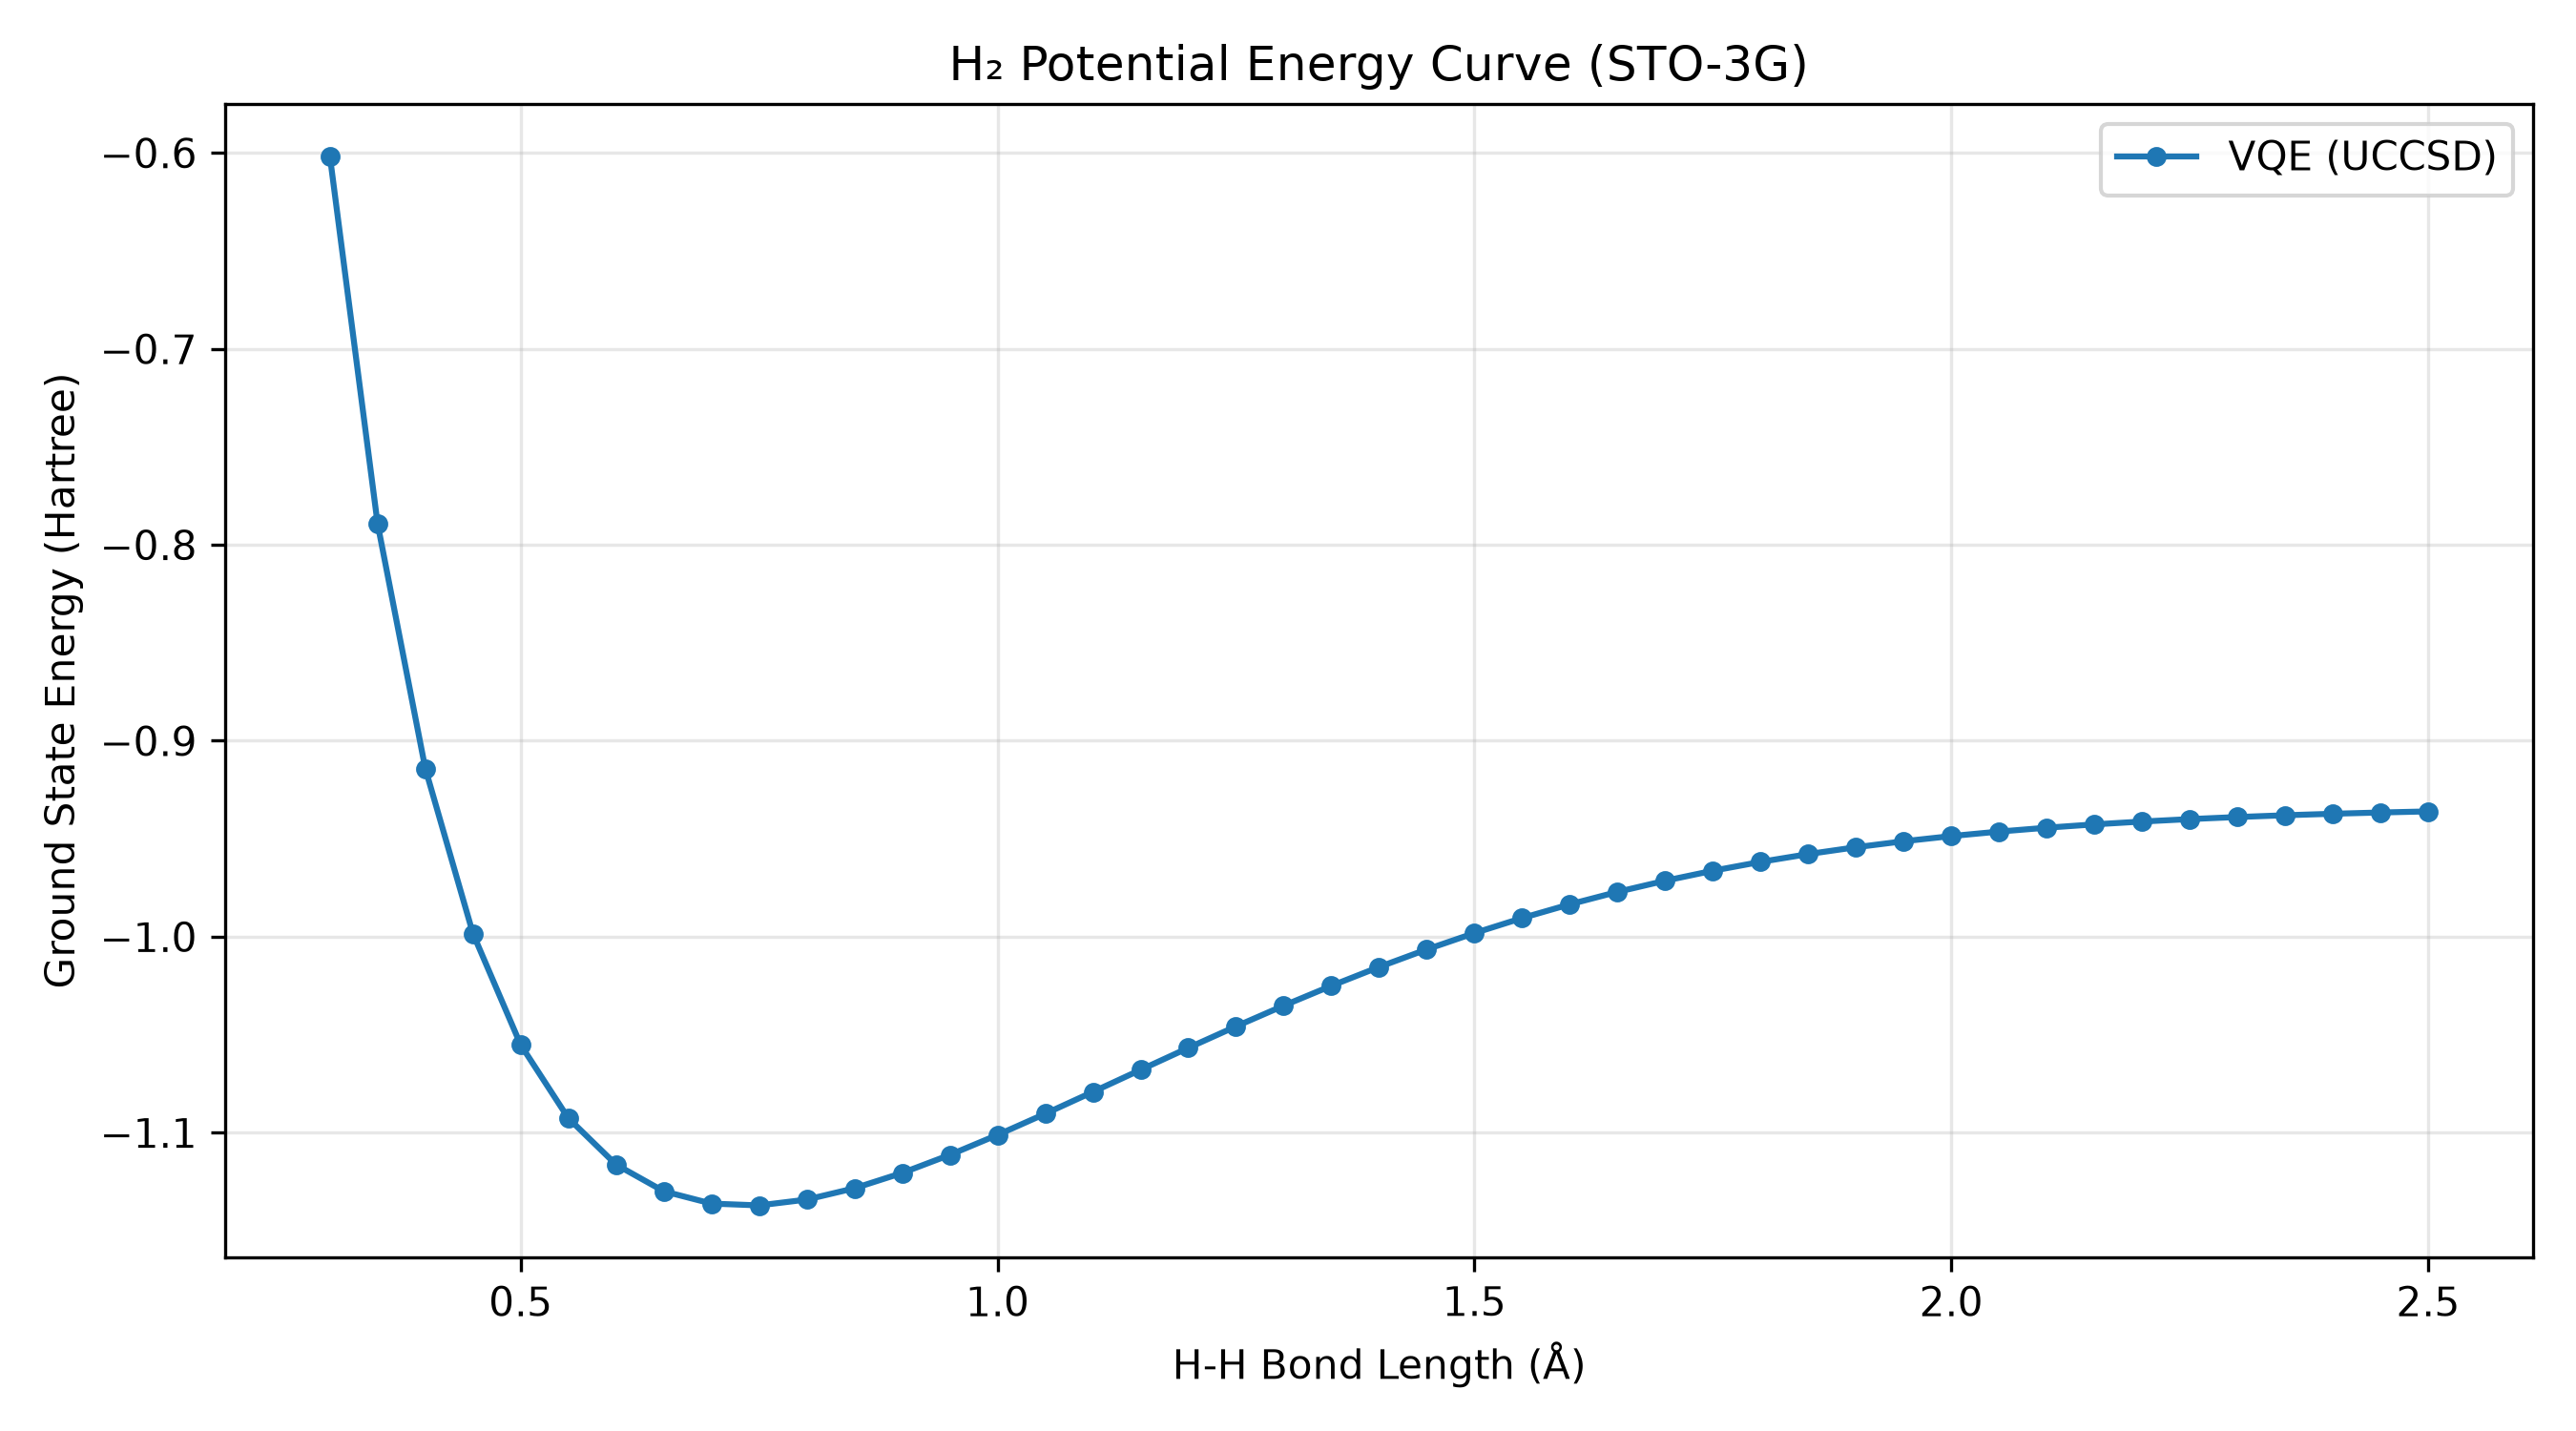 H₂ Potential Energy Curve (STO-3G)
VQE (UCCSD)
Ground State Energy (Hartree)
−0.6
−0.7
−0.8
−0.9
−1.0
−1.1
0.5 1.0 1.5 2.0 2.5
H-H Bond Length (Å)